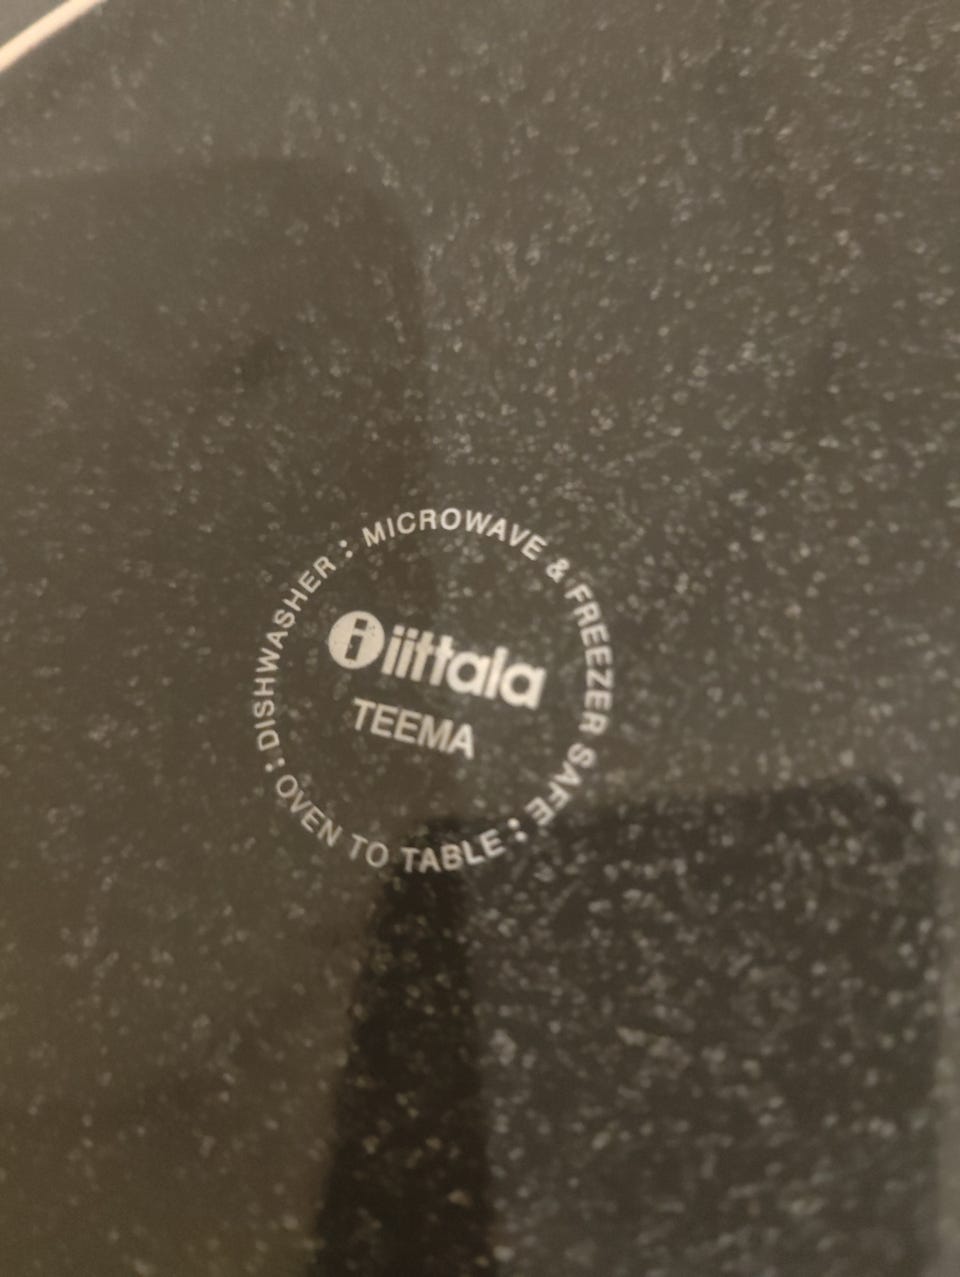 : MICROWAVE & FREEZER SAFE : OVEN TO TABLE : DISHWASHER
i iittala
TEEMA